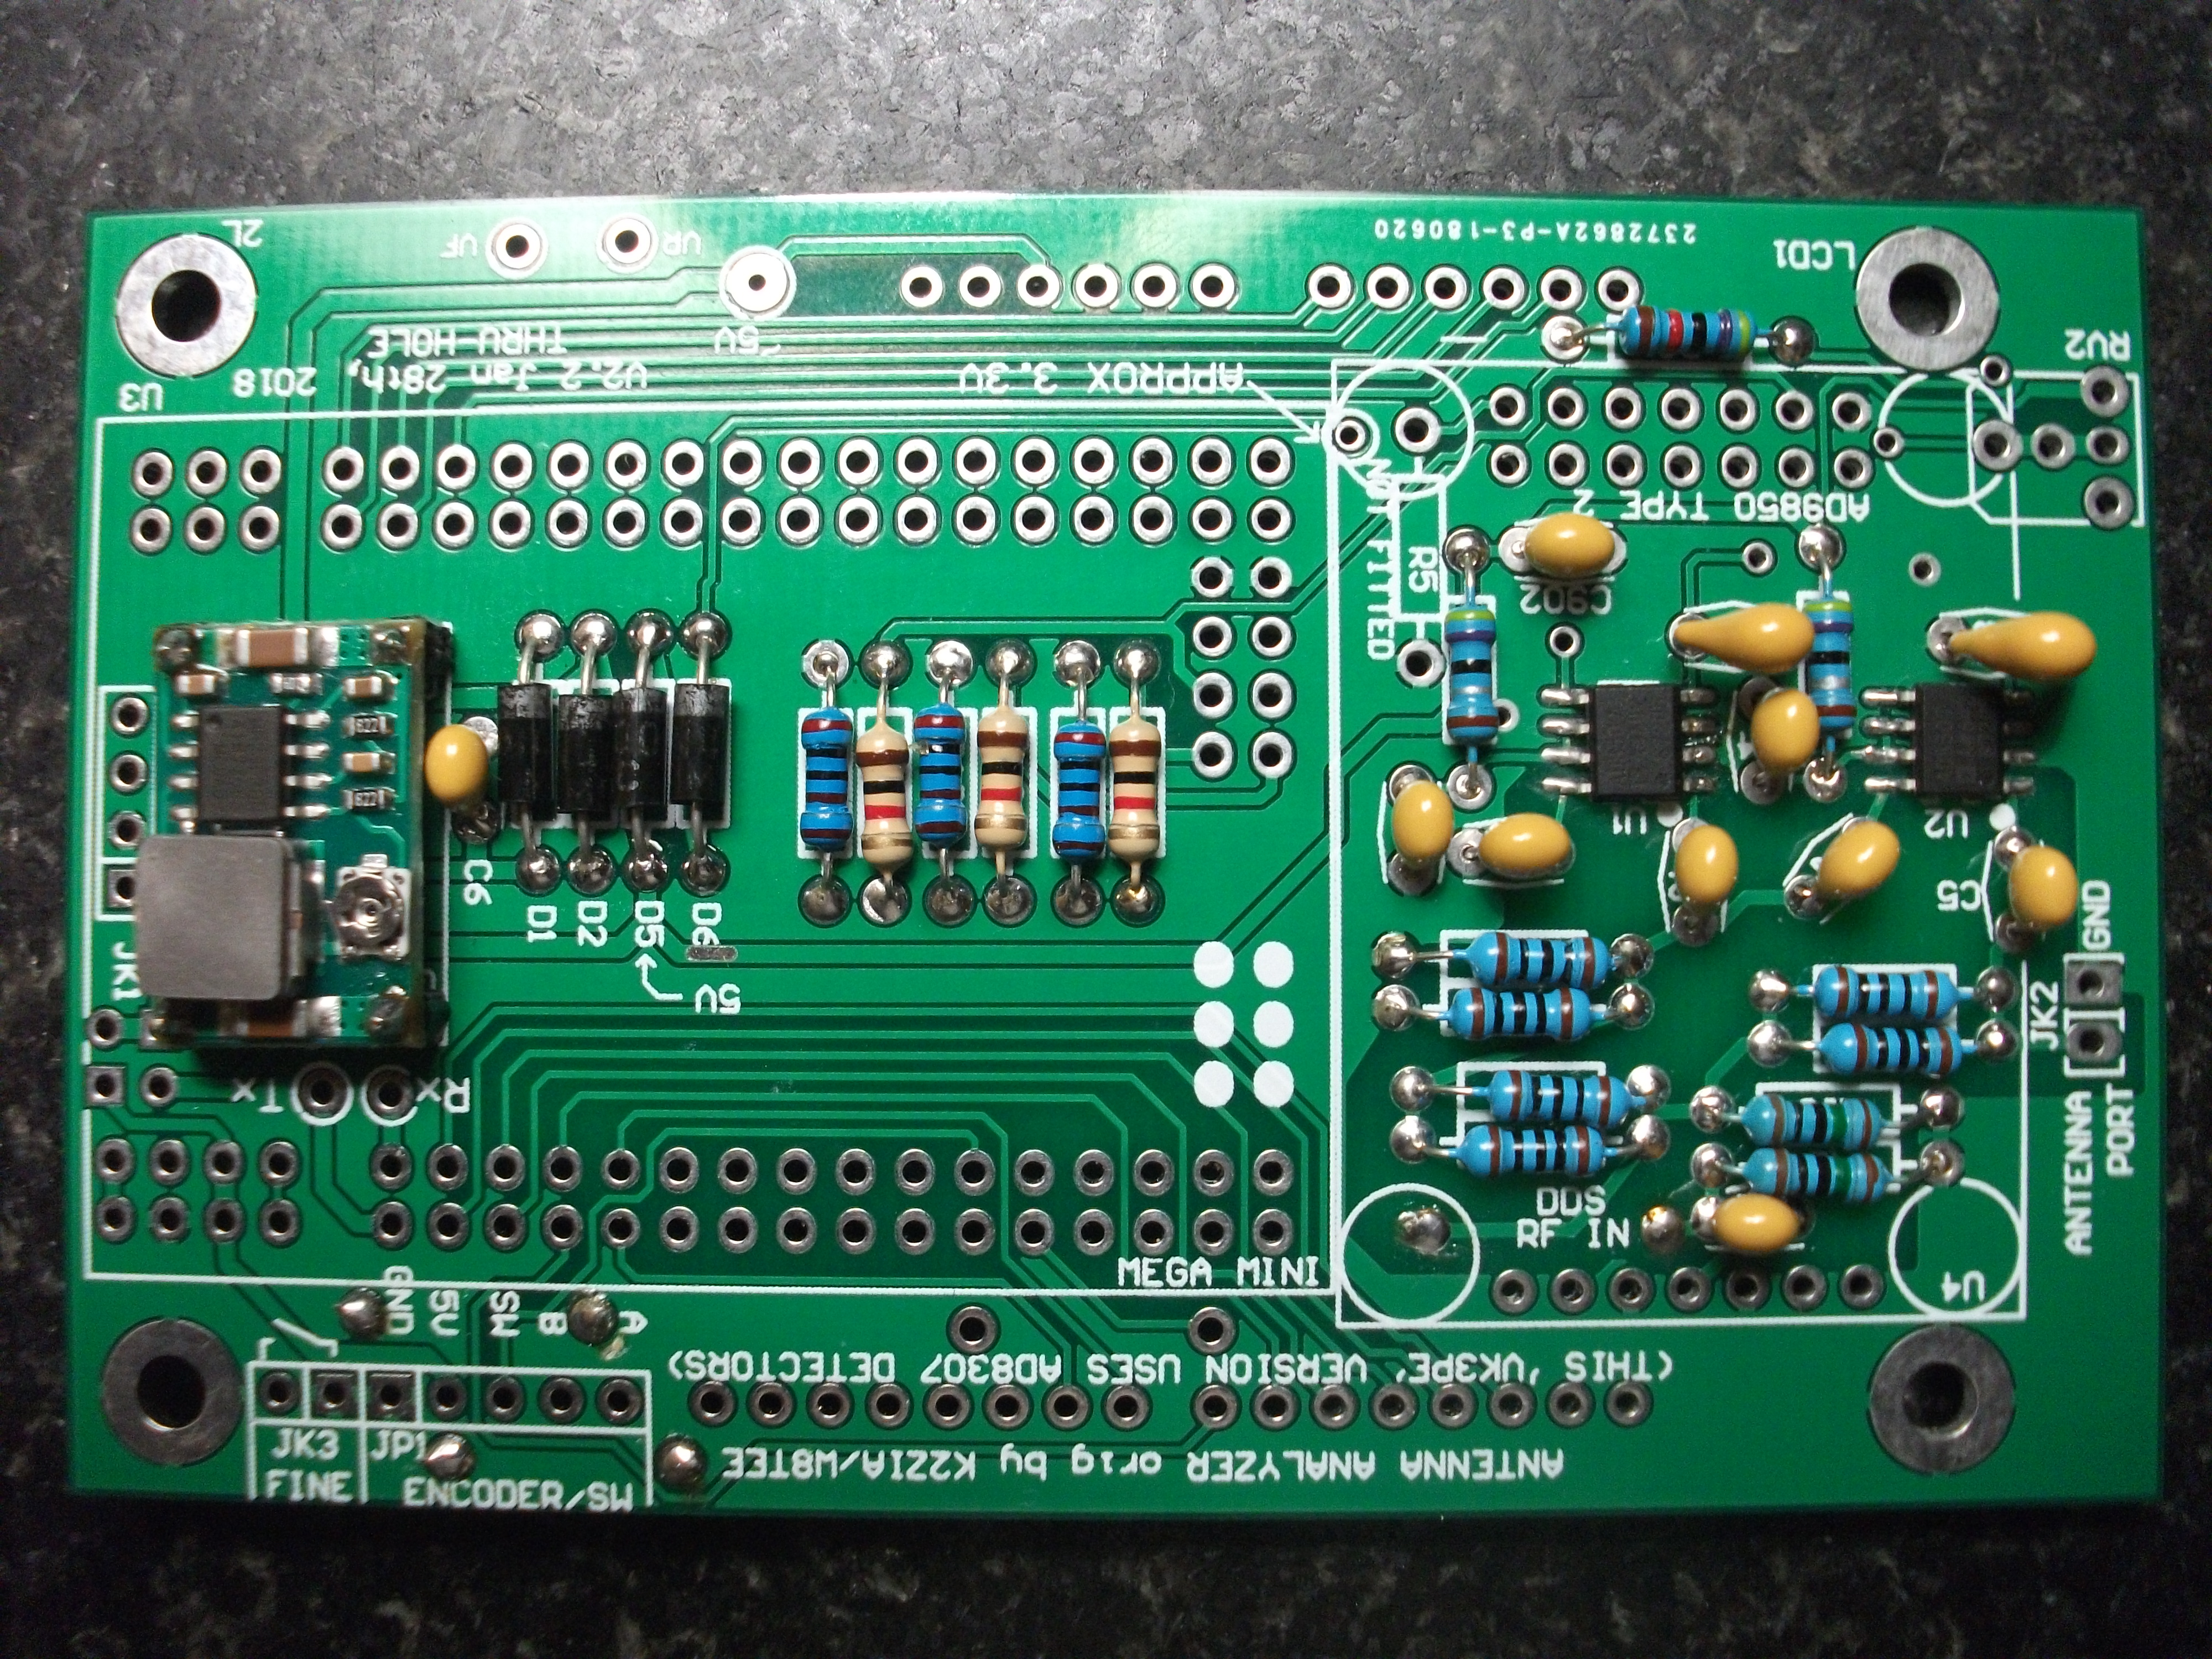 2L
VF
VR
2372862A-P3-180620
LCD1
5V
THRU-HOLE
V2.2 Jan 28th,
2018
U3
APPROX 3.3V
RV2
NOT FITTED
R5
AD9850 TYPE 2
C902
U1
U2
C6
D1
D2
D5
D6
5V
C5
GND
JK1
JK2
ANTENNA
PORT
Tx
Rx
DDS
RF IN
U4
MEGA MINI
GND
5V
SW
B
A
(THIS 'VK3PE' VERSION USES AD8307 DETECTORS)
JK3
JP1
FINE
ENCODER/SW
ANTENNA ANALYZER orig by K2ZIA/W8TEE